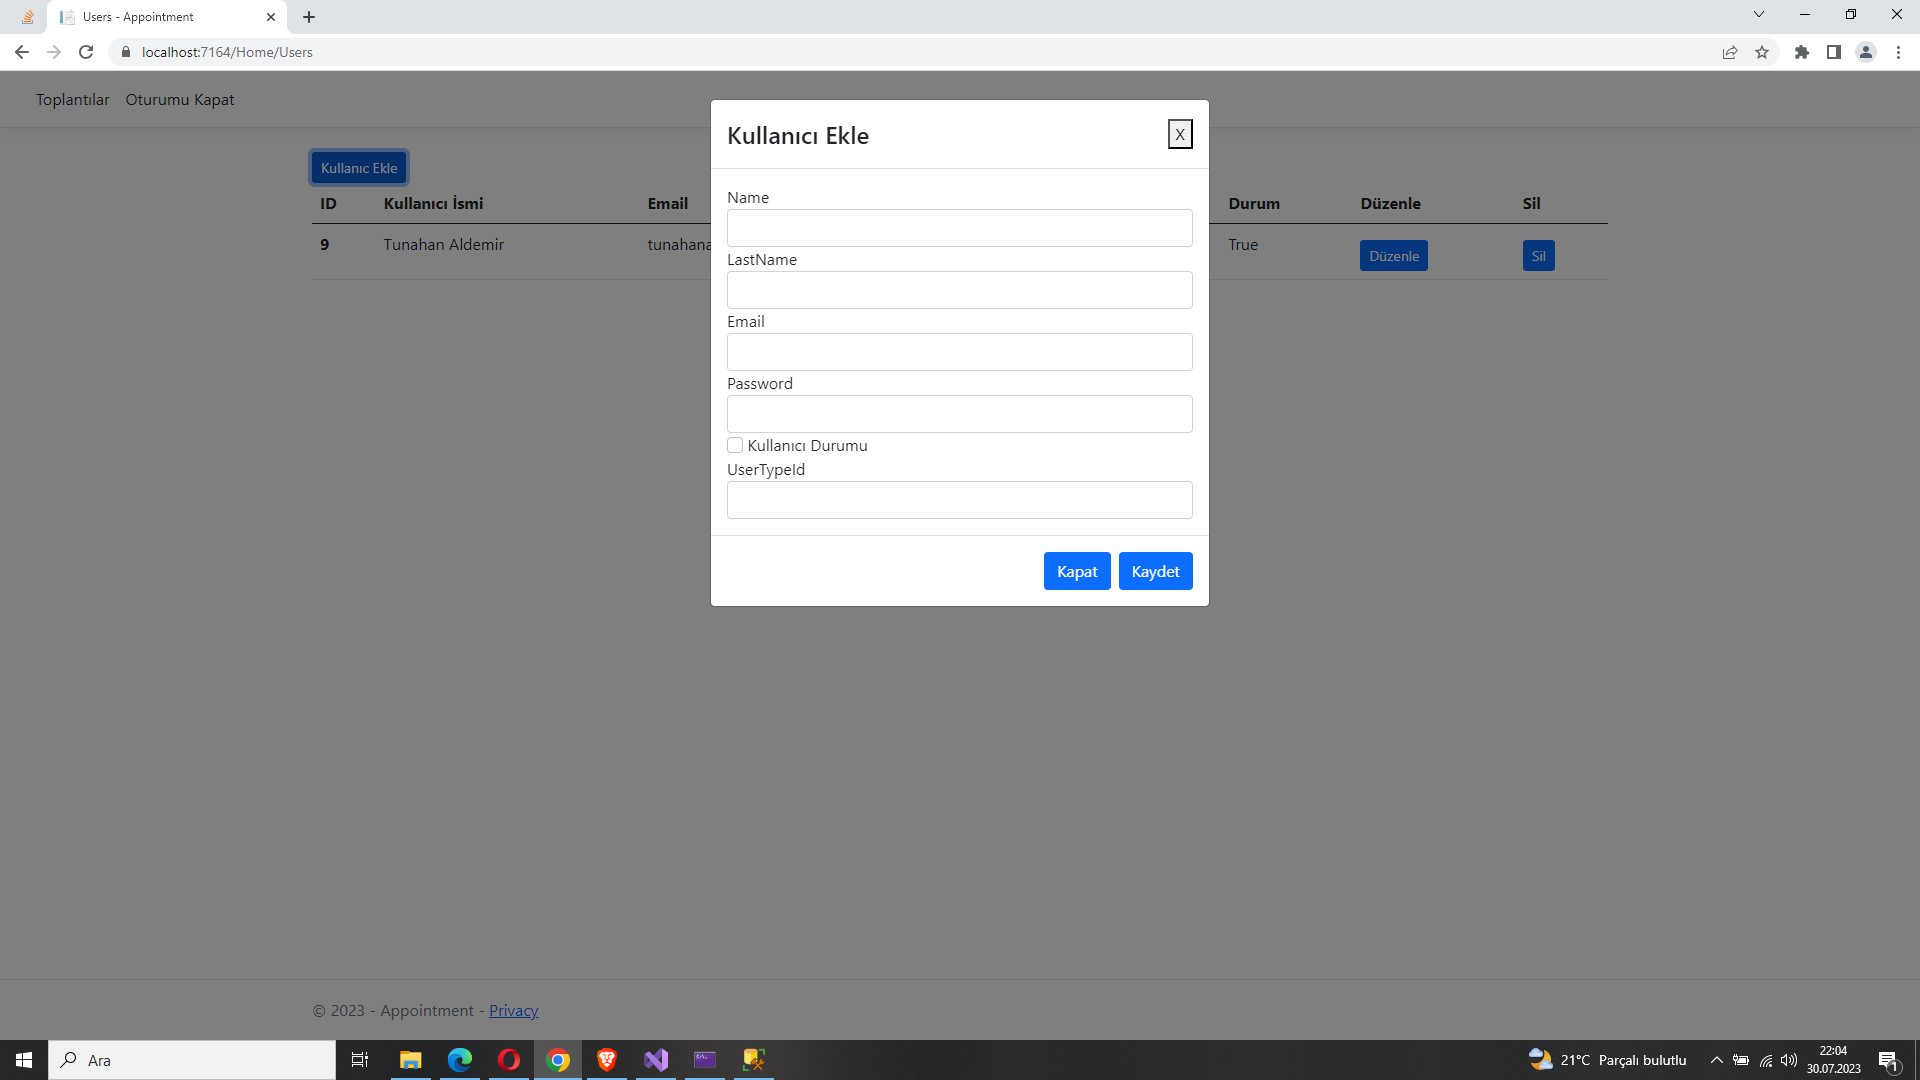 Users - Appointment
localhost:7164/Home/Users
Toplantılar Oturumu Kapat
Kullanıcı Ekle X
Kullanıc Ekle
ID Kullanıcı İsmi Email Durum Düzenle Sil
9 Tunahan Aldemir tunahana True Düzenle Sil
Name
LastName
Email
Password
Kullanıcı Durumu
UserTypeId
Kapat Kaydet
© 2023 - Appointment - Privacy
Ara
21°C Parçalı bulutlu
22:04
30.07.2023
1